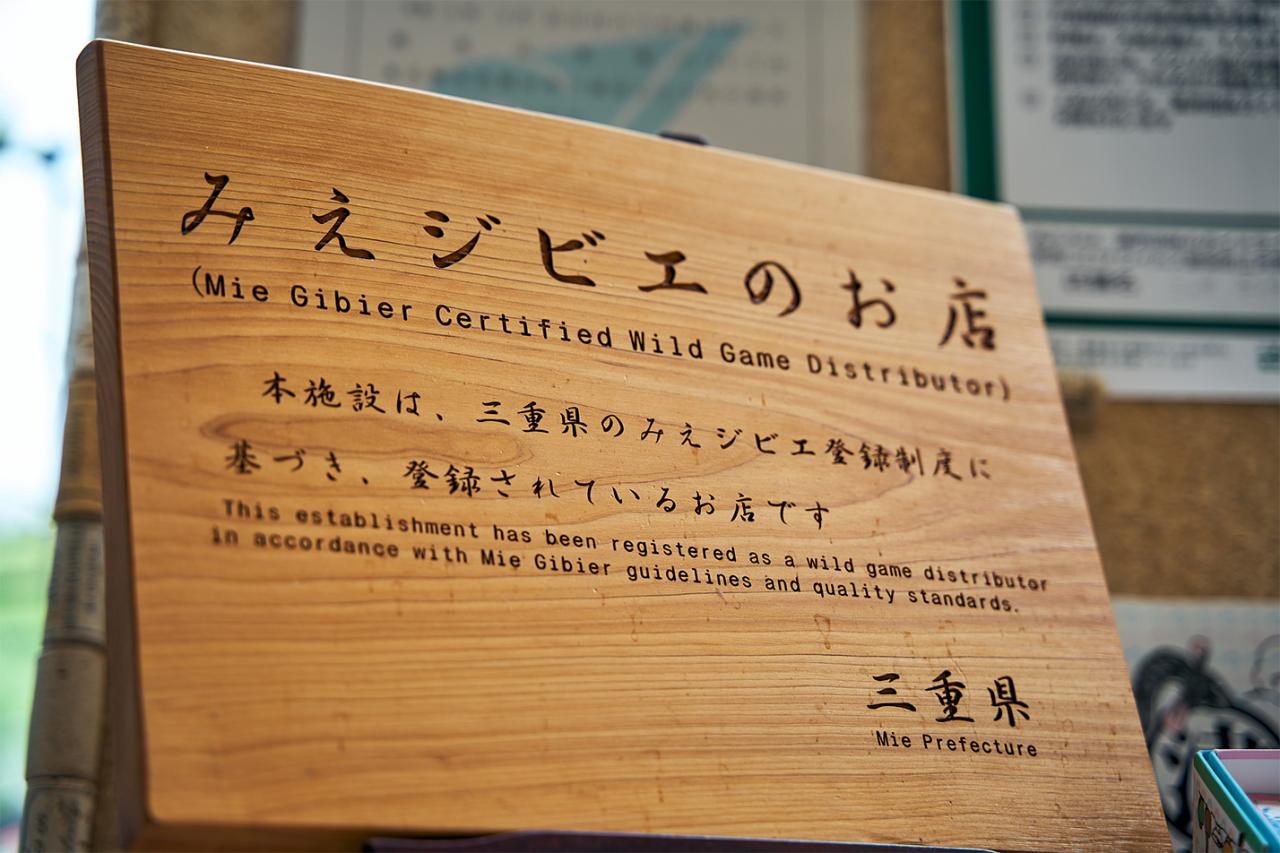 みえジビエのお店
(Mie Gibier Certified Wild Game Distributor)
本施設は、三重県のみえジビエ登録制度に
基づき、登録されているお店です
This establishment has been registered as a wild game distributor
in accordance with Mie Gibier guidelines and quality standards.
三重県
Mie Prefecture